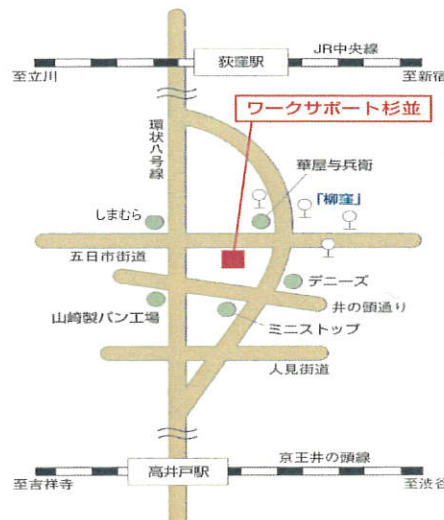 JR中央線
荻窪駅
至立川
至新宿
ワークサポート杉並
環状八号線
華屋与兵衛
「柳窪」
しまむら
五日市街道
デニーズ
井の頭通り
山崎製パン工場
ミニストップ
人見街道
京王井の頭線
高井戸駅
至吉祥寺
至渋谷